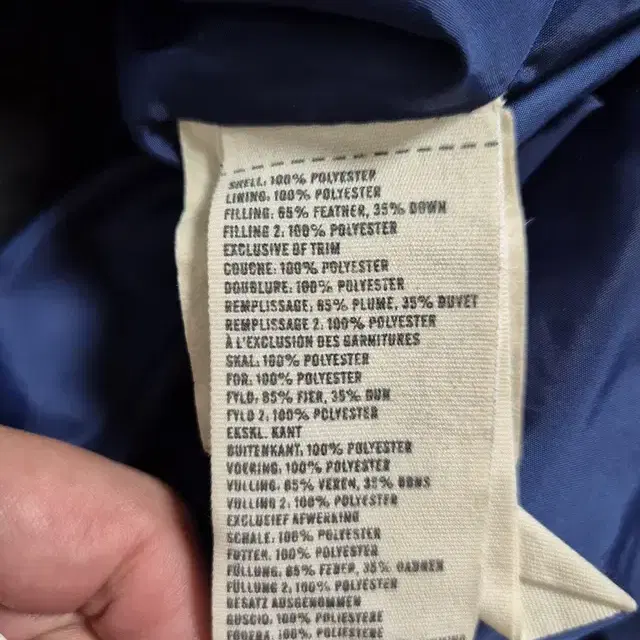 SHELL: 100% POLYESTER
LINING: 100% POLYESTER
FILLING: 65% FEATHER, 35% DOWN
FILLING 2: 100% POLYESTER
EXCLUSIVE OF TRIM
COUCHE: 100% POLYESTER
DOUBLURE: 100% POLYESTER
REMPLISSAGE: 65% PLUME, 35% DUVET
REMPLISSAGE 2: 100% POLYESTER
À L'EXCLUSION DES GARNITURES
SKAL: 100% POLYESTER
FOR: 100% POLYESTER
FYLD: 65% FJER, 35% DUN
FYLD 2: 100% POLYESTER
EKSKL. KANT
BUITENKANT: 100% POLYESTER
VOERING: 100% POLYESTER
VULLING: 65% VEREN, 35% DONS
VULLING 2: 100% POLYESTER
EXCLUSIEF AFWERKING
SCHALE: 100% POLYESTER
FUTTER: 100% POLYESTER
FÜLLUNG: 65% FEDER, 35% DAUNEN
FÜLLUNG 2: 100% POLYESTER
BESATZ AUSGENOMMEN
GUSCIO: 100% POLIESTERE
FODERA: 100% POLIESTERE